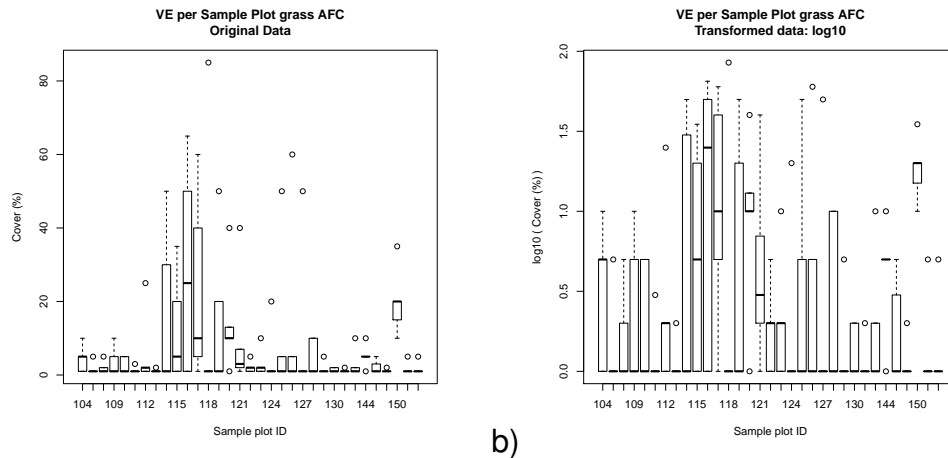 VE per Sample Plot grass AFC
Original Data
Cover (%)
80
60
40
20
0
104 109 112 115 118 121 124 127 130 144 150
Sample plot ID
b)
VE per Sample Plot grass AFC
Transformed data: log10
log10 ( Cover (%) )
2.0
1.5
1.0
0.5
0.0
104 109 112 115 118 121 124 127 130 144 150
Sample plot ID